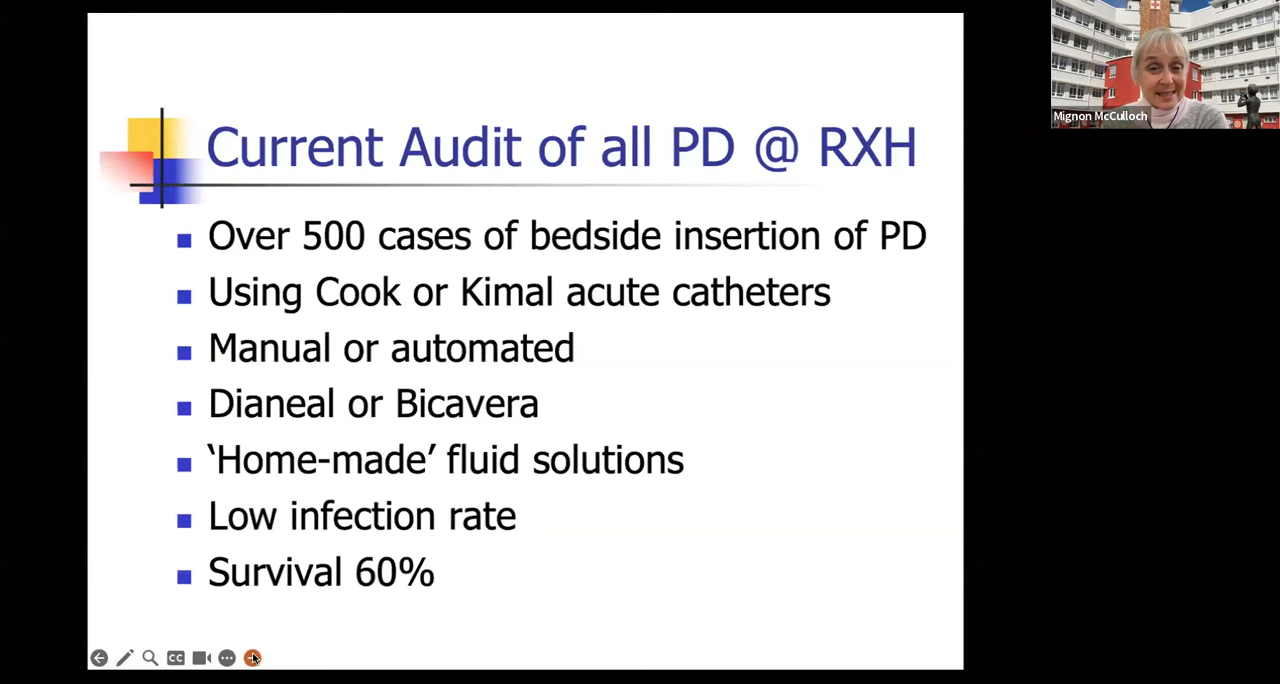 Current Audit of all PD @ RXH
Over 500 cases of bedside insertion of PD
Using Cook or Kimal acute catheters
Manual or automated
Dianeal or Bicavera
‘Home-made’ fluid solutions
Low infection rate
Survival 60%
Mignon McCulloch
CC